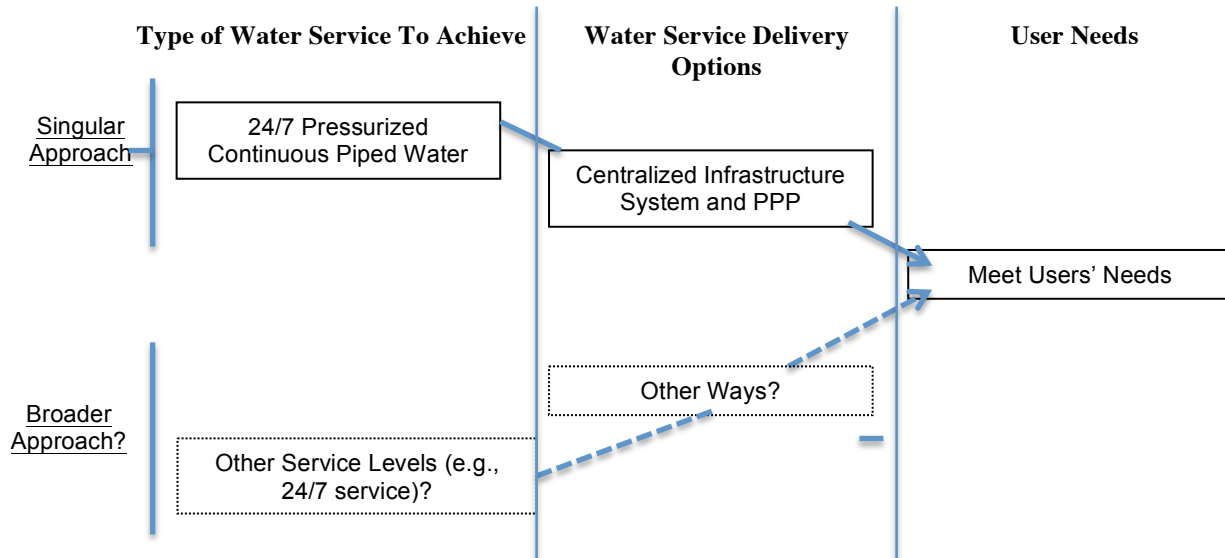 Type of Water Service To Achieve
Water Service Delivery
Options
User Needs
Singular
Approach
24/7 Pressurized
Continuous Piped Water
Centralized Infrastructure
System and PPP
Meet Users’ Needs
Other Ways?
Broader
Approach?
Other Service Levels (e.g.,
24/7 service)?